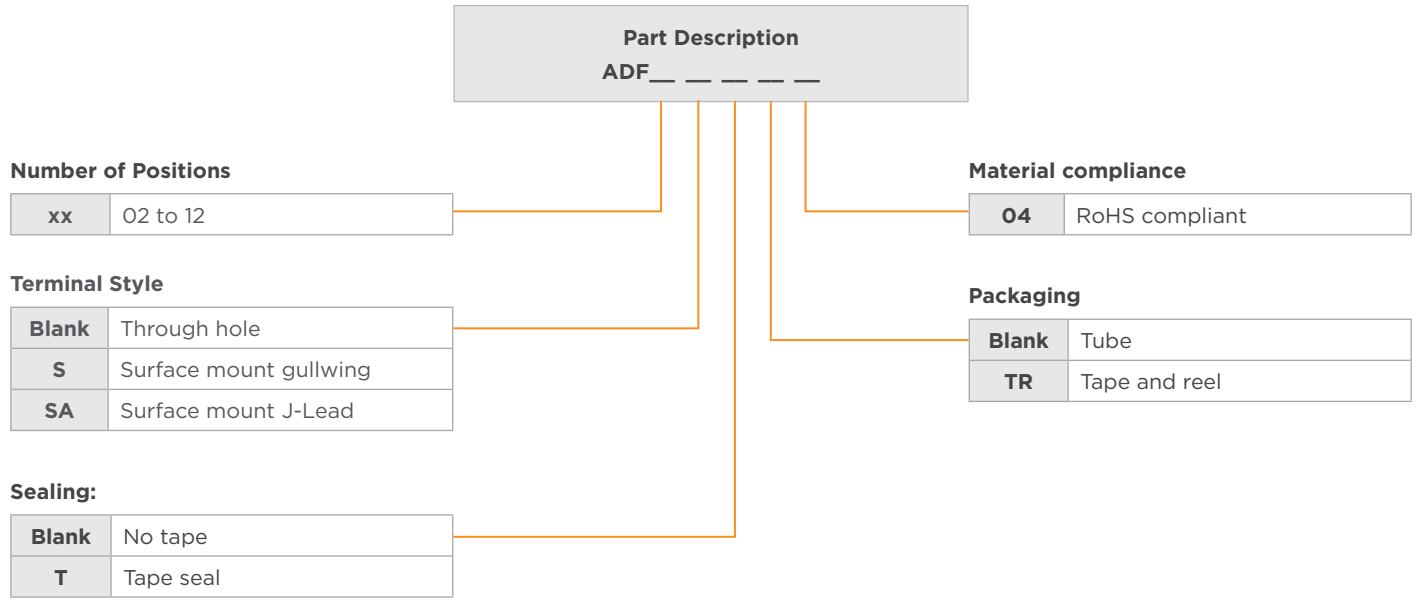 Part Description
ADF__ __ __ __ __
Number of Positions
xx 02 to 12
Terminal Style
Blank Through hole
S Surface mount gullwing
SA Surface mount J-Lead
Sealing:
Blank No tape
T Tape seal
Material compliance
04 RoHS compliant
Packaging
Blank Tube
TR Tape and reel